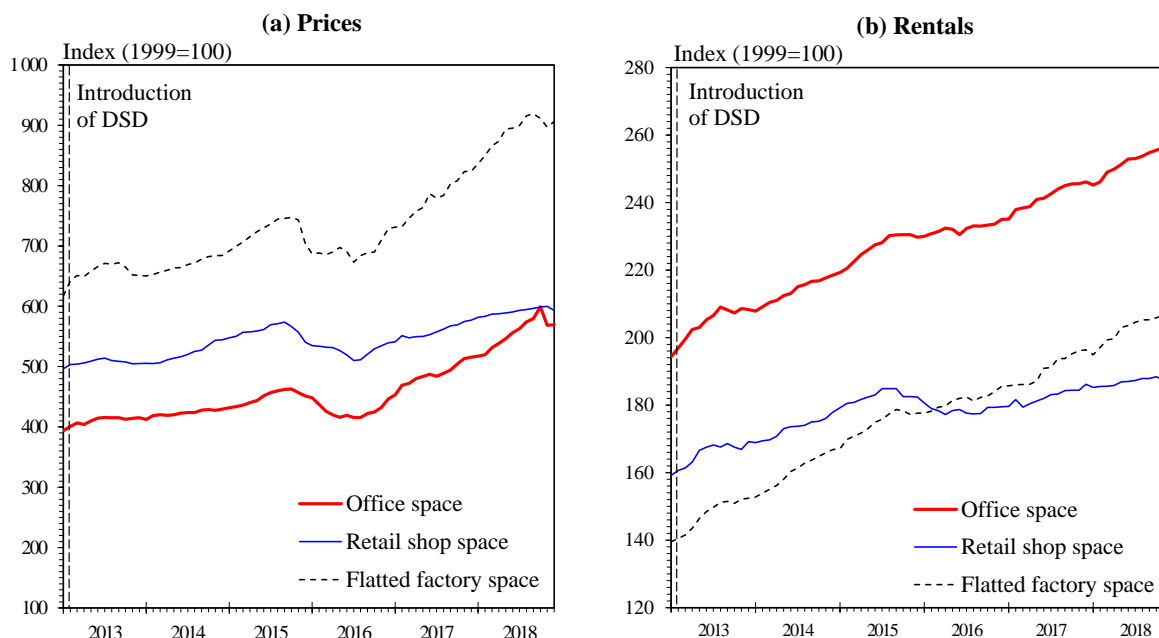 (a) Prices
Index (1999=100)
1 000
900
800
700
600
500
400
300
200
100
Introduction
of DSD
Office space
Retail shop space
Flatted factory space
2013 2014 2015 2016 2017 2018
(b) Rentals
Index (1999=100)
280
260
240
220
200
180
160
140
120
Introduction
of DSD
Office space
Retail shop space
Flatted factory space
2013 2014 2015 2016 2017 2018